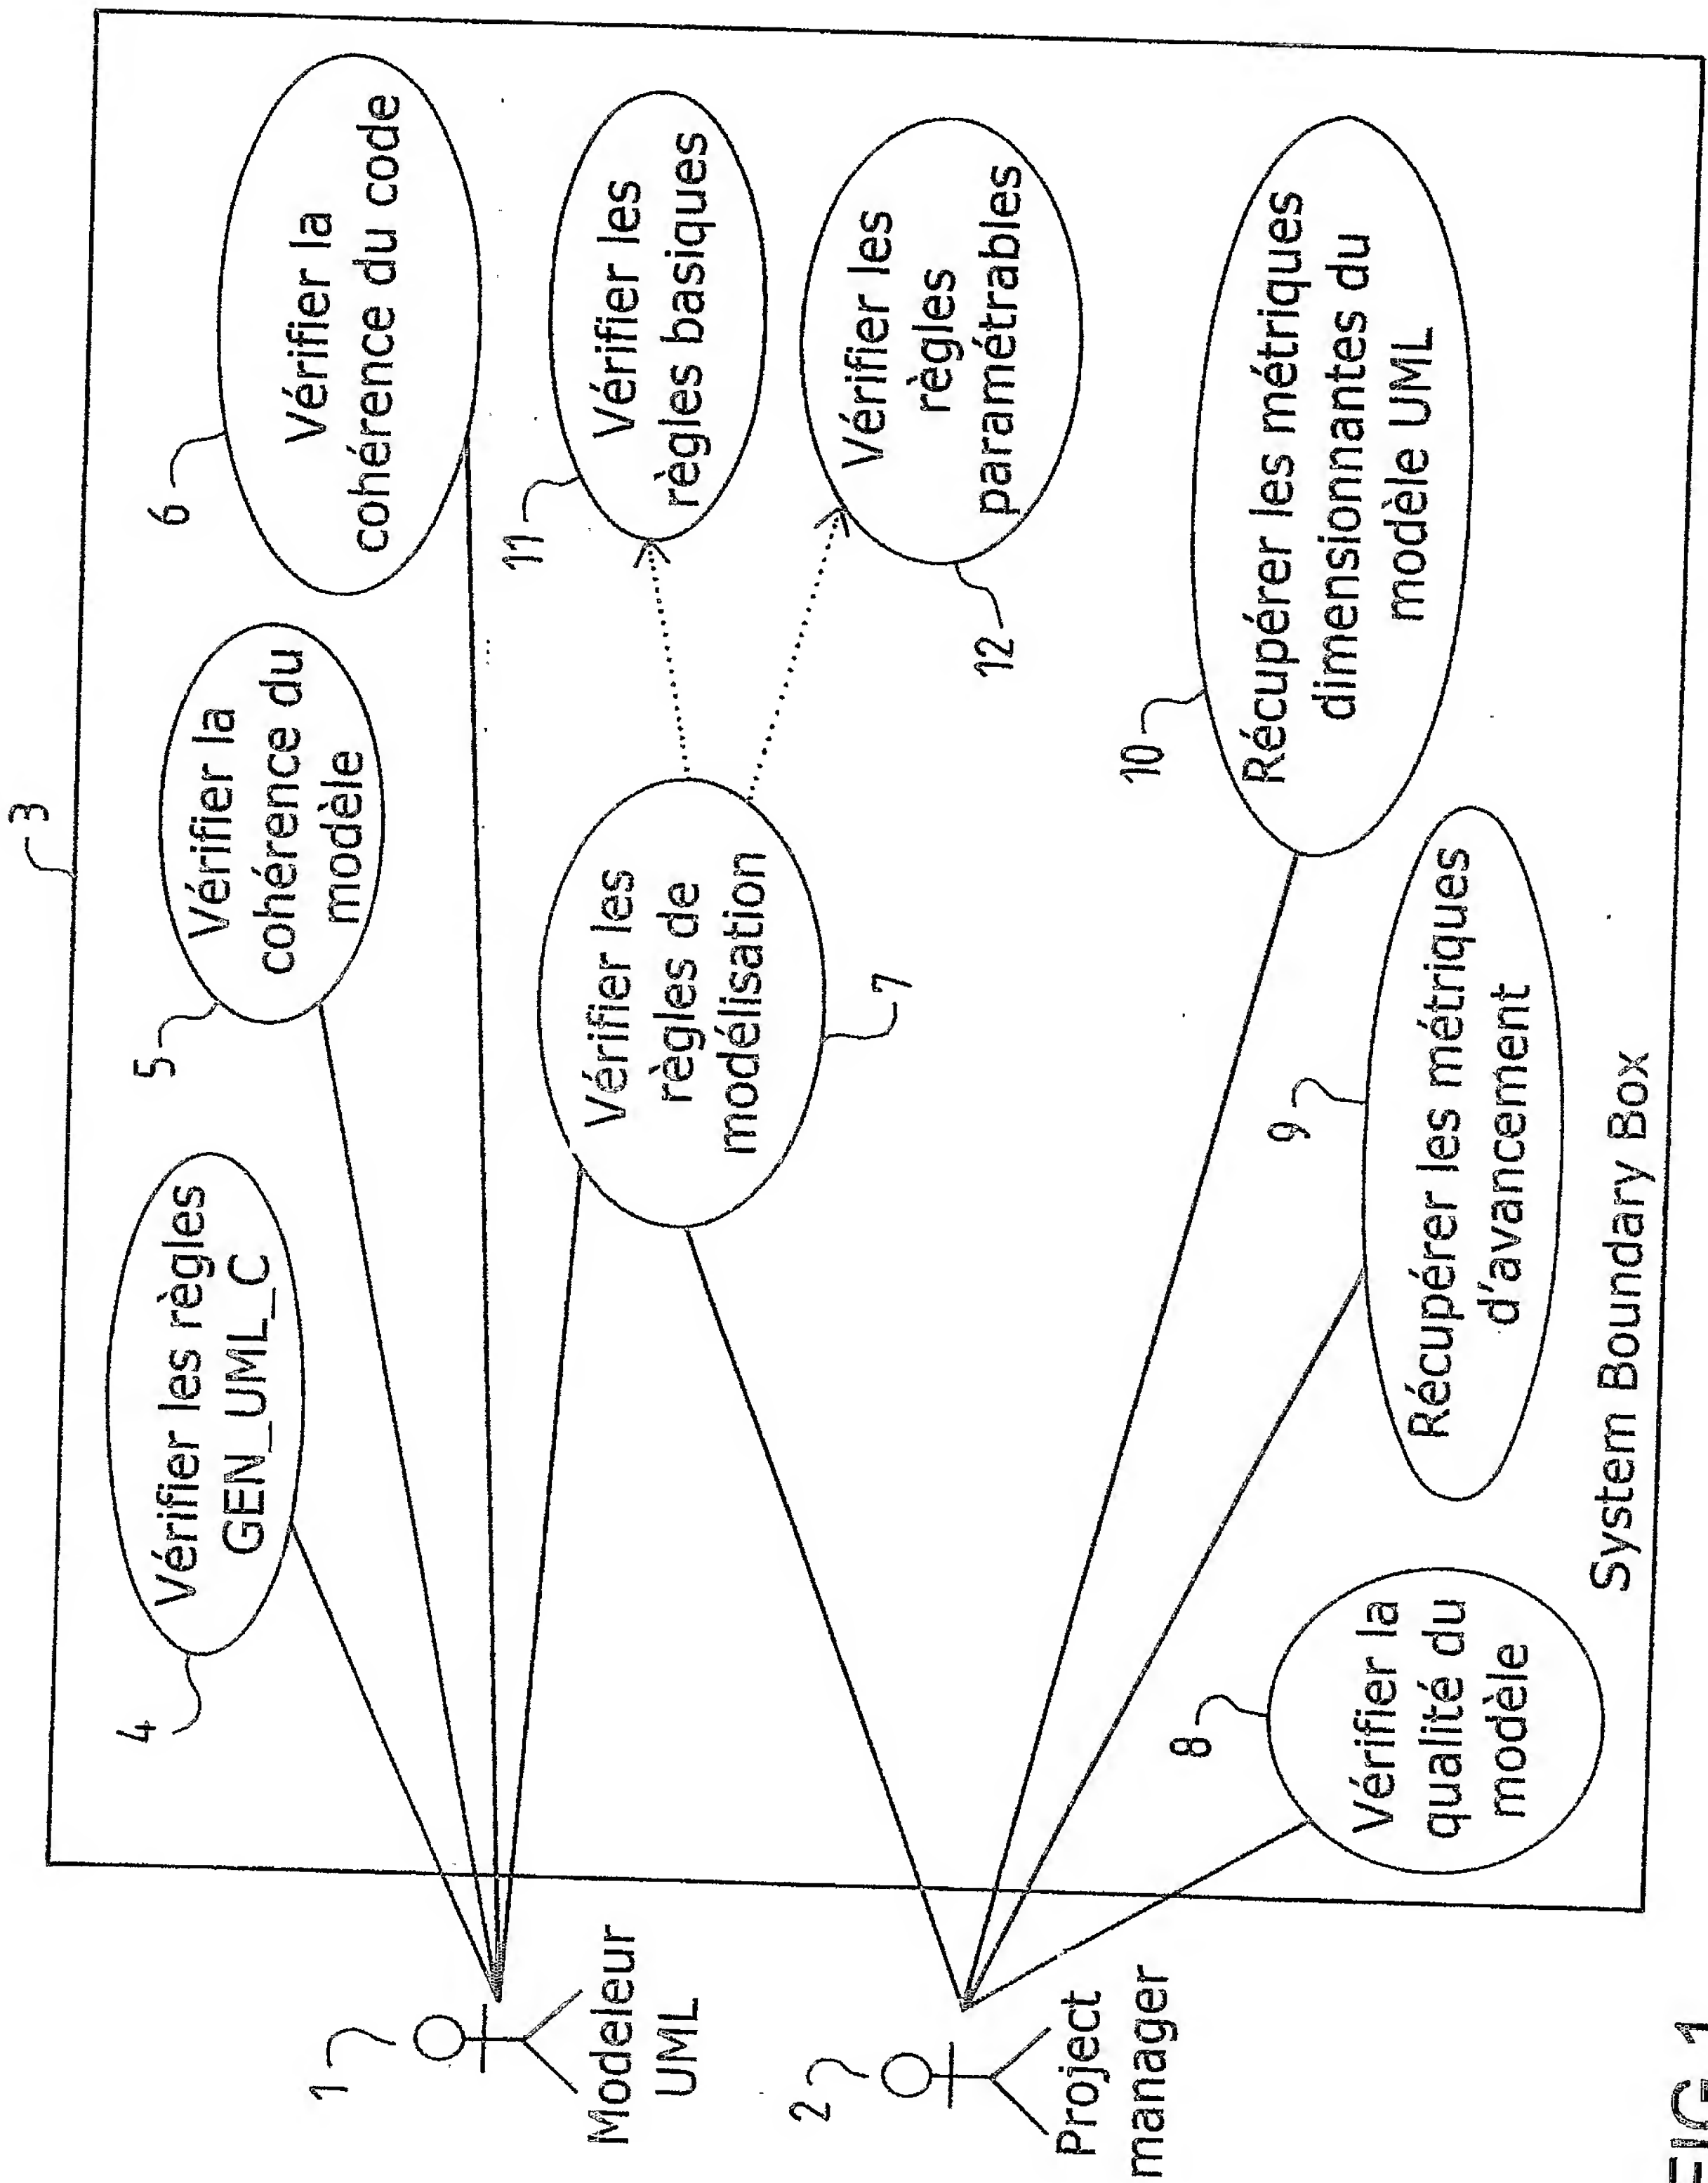 3
4
Vérifier les règles
GEN_UML_C
5
Vérifier la
cohérence du
modèle
6
Vérifier la
cohérence du code
1
Modeleur
UML
7
Vérifier les
règles de
modélisation
11
Vérifier les
règles basiques
12
Vérifier les
règles
paramétrables
2
Project
manager
8
Vérifier la
qualité du
modèle
9
Récupérer les métriques
d'avancement
10
Récupérer les métriques
dimensionnantes du
modèle UML
System Boundary Box
FIG.1